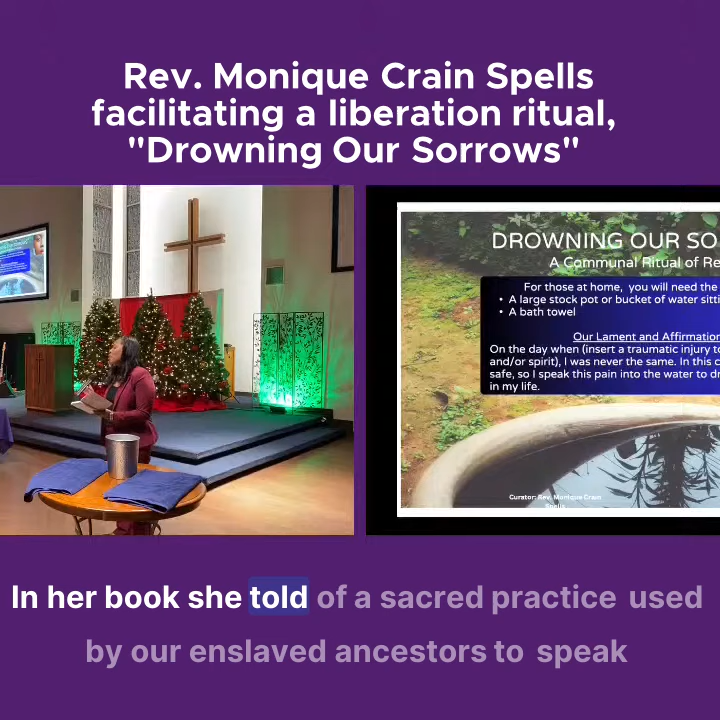 Rev. Monique Crain Spells
facilitating a liberation ritual,
"Drowning Our Sorrows"
DROWNING OUR SO
A Communal Ritual of Re
For those at home, you will need the
• A large stock pot or bucket of water sitti
• A bath towel
Our Lament and Affirmation
On the day when (insert a traumatic injury to
and/or spirit), I was never the same. In this c
safe, so I speak this pain into the water to dr
in my life.
Curator: Rev. Monique Crain
Spells
In her book she told of a sacred practice used
by our enslaved ancestors to speak